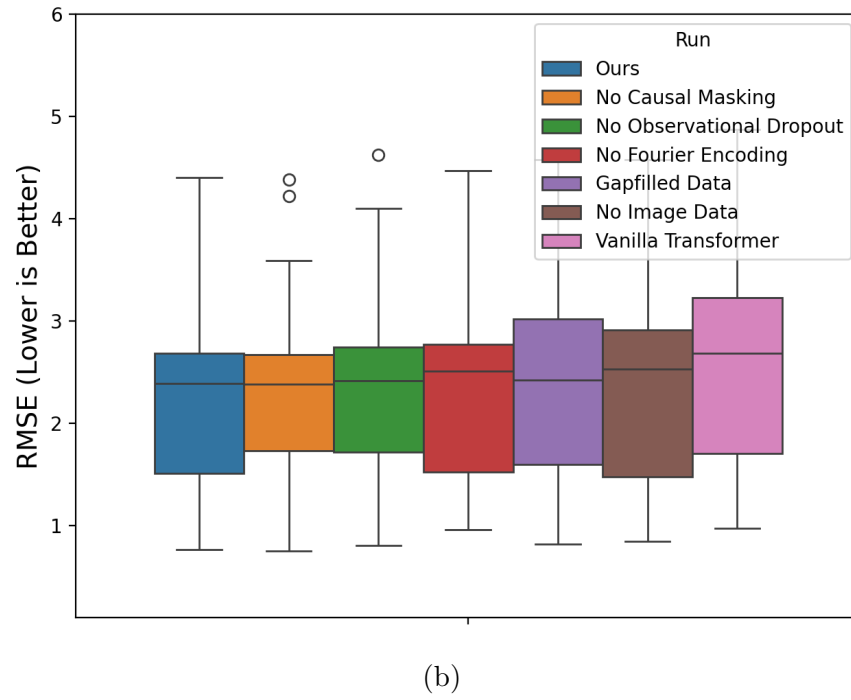 6
5
4
3
2
1
RMSE (Lower is Better)
Run
Ours
No Causal Masking
No Observational Dropout
No Fourier Encoding
Gapfilled Data
No Image Data
Vanilla Transformer
(b)